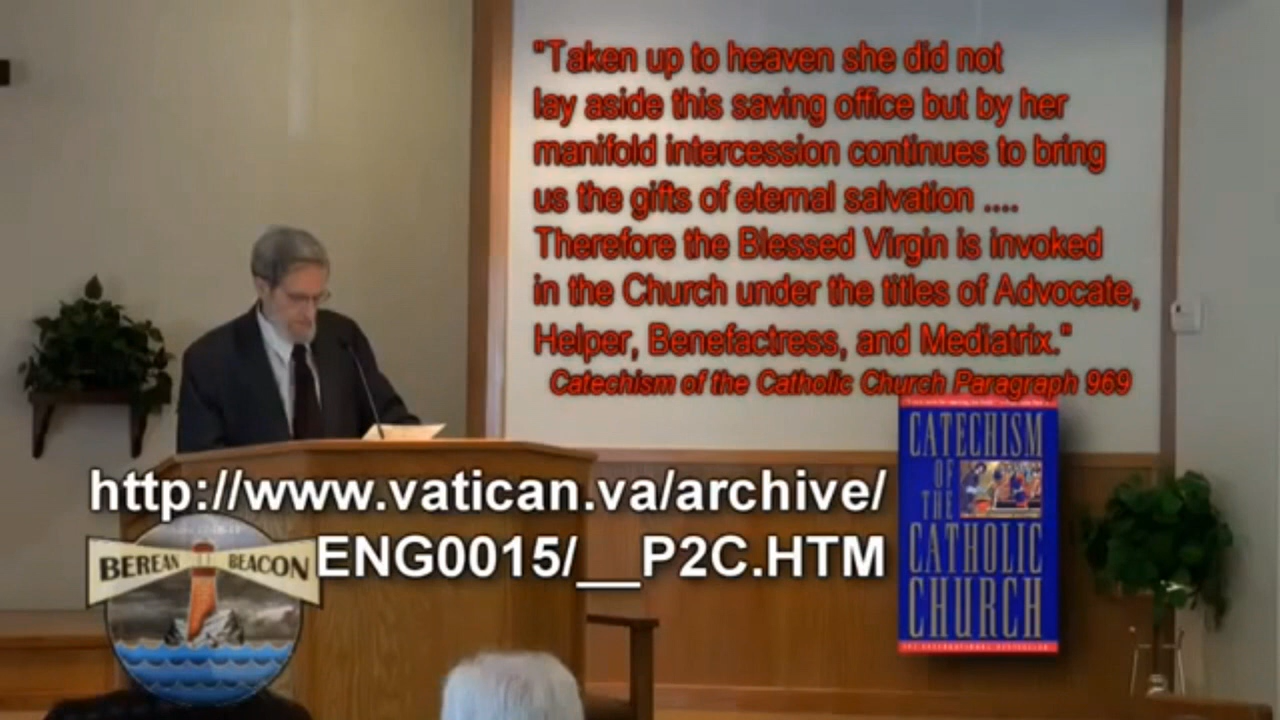 "Taken up to heaven she did not
lay aside this saving office but by her
manifold intercession continues to bring
us the gifts of eternal salvation ....
Therefore the Blessed Virgin is invoked
in the Church under the titles of Advocate,
Helper, Benefactress, and Mediatrix."
Catechism of the Catholic Church Paragraph 969
http://www.vatican.va/archive/
ENG0015/__P2C.HTM
BEREAN BEACON
CATECHISM
OF
THE
CATHOLIC
CHURCH